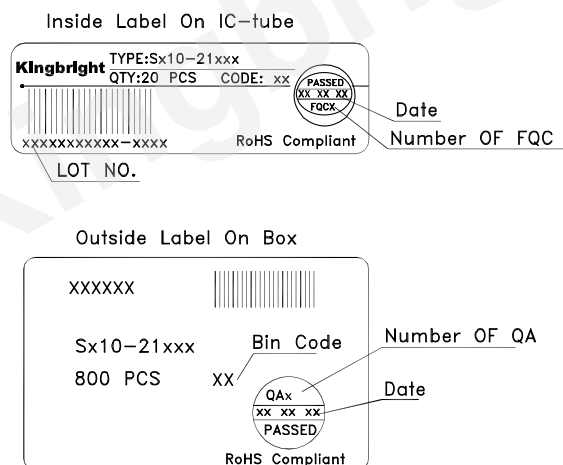 Inside Label On IC-tube
Kingbright
TYPE:Sx10-21xxx
QTY:20 PCS CODE: xx
PASSED
XX XX XX
FQCX
Date
Number OF FQC
xxxxxxxxxxx-xxxx
RoHS Compliant
LOT NO.
Outside Label On Box
XXXXXX
Sx10-21xxx
Bin Code
Number OF QA
800 PCS
XX
QAx
Date
xx xx xx
PASSED
RoHS Compliant